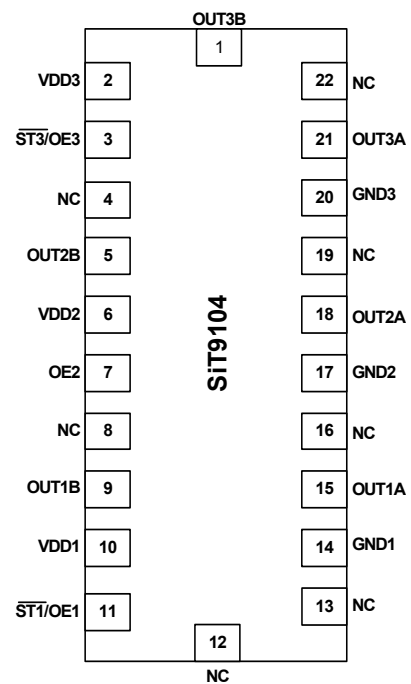 OUT3B
1
VDD3 2 22 NC
S̅T̅3̅/OE3 3 21 OUT3A
NC 4 20 GND3
OUT2B 5 19 NC
VDD2 6 18 OUT2A
OE2 7 17 GND2
NC 8 16 NC
OUT1B 9 15 OUT1A
VDD1 10 14 GND1
S̅T̅1̅/OE1 11 13 NC
12
NC
SiT9104